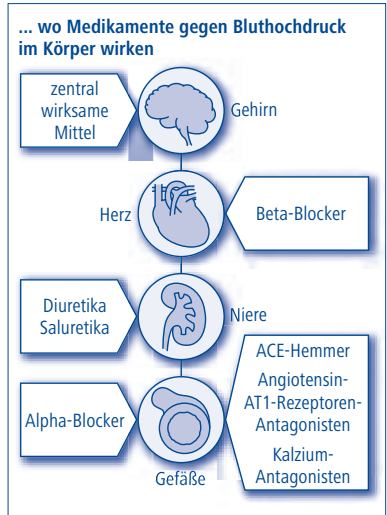 ... wo Medikamente gegen Bluthochdruck
im Körper wirken
zentral
wirksame
Mittel
Gehirn
Herz
Beta-Blocker
Diuretika
Saluretika
Niere
Alpha-Blocker
ACE-Hemmer
Angiotensin-
AT1-Rezeptoren-
Antagonisten
Kalzium-
Antagonisten
Gefäße